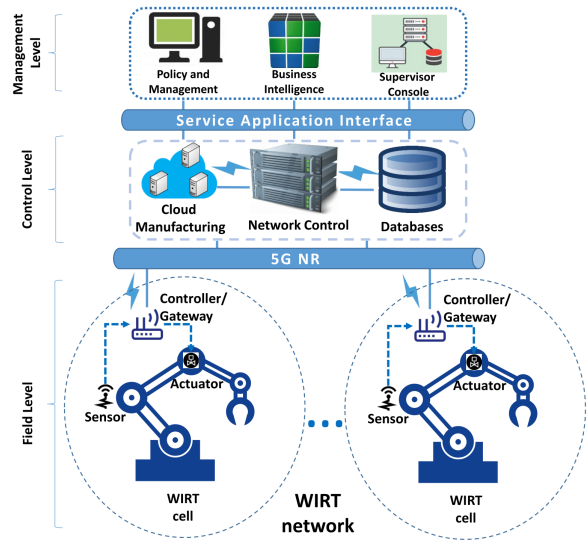 Management
Level
Policy and
Management
Business
Intelligence
Supervisor
Console
Service Application Interface
Control Level
Cloud
Manufacturing
Network Control
Databases
5G NR
Field Level
Controller/
Gateway
Actuator
Sensor
WIRT
cell
WIRT
network
Controller/
Gateway
Actuator
Sensor
WIRT
cell